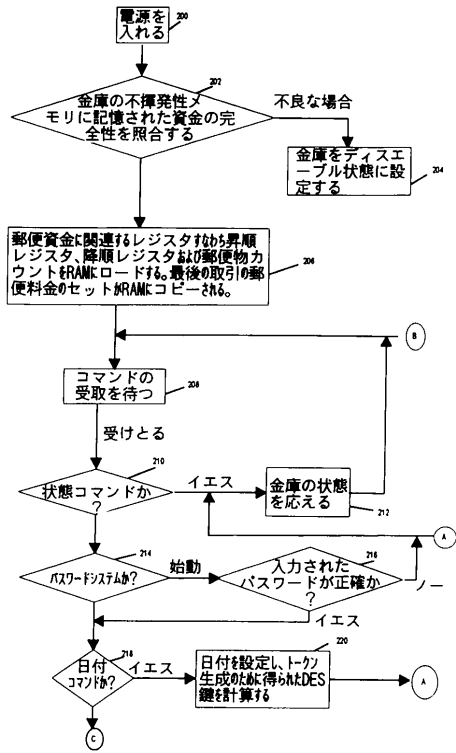 電源を
入れる
200
202
金庫の不揮発性メ
モリに記憶された資金の完
全性を照合する
不良な場合
金庫をディスエ
ーブル状態に設
定する
204
郵便資金に関連するレジスタすなわち昇順
レジスタ、降順レジスタおよび郵便物カ
ウントをRAMにロードする。最後の取引の郵
便料金のセットがRAMにコピーされる。
206
B
コマンドの
受取を待つ
208
受けとる
210
状態コマンドか
?
イエス
金庫の状態
を応える
212
A
214
パスワードシステムか?
始動
216
入力された
パスワードが正確か
?
ノー
イエス
218
日付
コマンドか?
イエス
220
日付を設定し、トークン
生成のために得られたDES
鍵を計算する
A
C